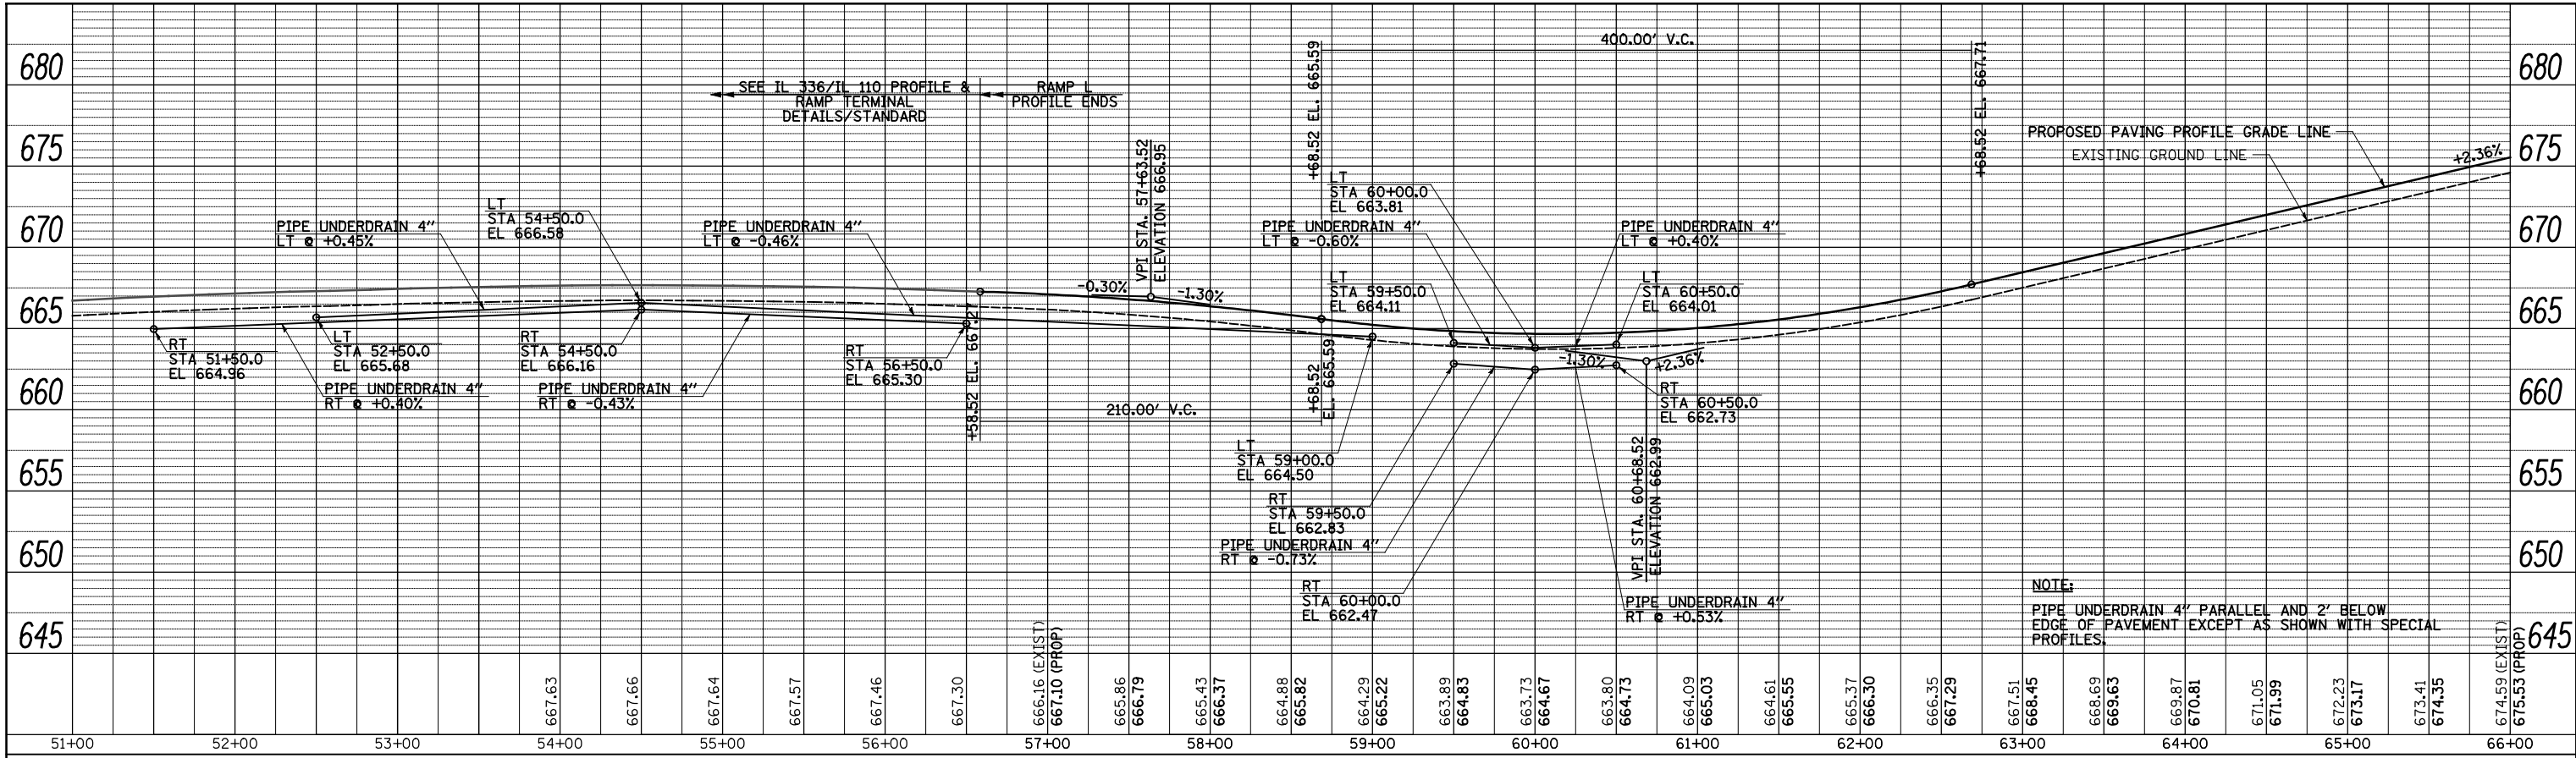 400.00' V.C.
+68.52 EL. 665.59
+68.52 EL. 667.71
680
680
SEE IL 336/IL 110 PROFILE &
RAMP TERMINAL
DETAILS/STANDARD
RAMP L
PROFILE ENDS
PROPOSED PAVING PROFILE GRADE LINE
EXISTING GROUND LINE
+2.36%
675
675
VPI STA. 57+63.52
ELEVATION 666.95
LT
STA 60+00.0
EL 663.81
LT
STA 54+50.0
EL 666.58
PIPE UNDERDRAIN 4"
LT @ +0.45%
PIPE UNDERDRAIN 4"
LT @ -0.46%
PIPE UNDERDRAIN 4"
LT @ -0.60%
PIPE UNDERDRAIN 4"
LT @ +0.40%
670
670
-0.30%
-1.30%
LT
STA 59+50.0
EL 664.11
LT
STA 60+50.0
EL 664.01
665
665
RT
STA 51+50.0
EL 664.96
LT
STA 52+50.0
EL 665.68
RT
STA 54+50.0
EL 666.16
RT
STA 56+50.0
EL 665.30
+58.52 EL. 667.27
+68.52
EL. 665.59
-1.30%
+2.36%
PIPE UNDERDRAIN 4"
RT @ +0.40%
PIPE UNDERDRAIN 4"
RT @ -0.43%
RT
STA 60+50.0
EL 662.73
660
660
210.00' V.C.
LT
STA 59+00.0
EL 664.50
VPI STA. 60+68.52
ELEVATION 662.99
655
655
RT
STA 59+50.0
EL 662.83
PIPE UNDERDRAIN 4"
RT @ -0.73%
650
650
RT
STA 60+00.0
EL 662.47
PIPE UNDERDRAIN 4"
RT @ +0.53%
NOTE:
PIPE UNDERDRAIN 4" PARALLEL AND 2' BELOW
EDGE OF PAVEMENT EXCEPT AS SHOWN WITH SPECIAL
PROFILES.
645
645
667.63
667.66
667.64
667.57
667.46
667.30
666.16 (EXIST)
667.10 (PROP)
665.86
666.79
665.43
666.37
664.88
665.82
664.29
665.22
663.89
664.83
663.73
664.67
663.80
664.73
664.09
665.03
664.61
665.55
665.37
666.30
666.35
667.29
667.51
668.45
668.69
669.63
669.87
670.81
671.05
671.99
672.23
673.17
673.41
674.35
674.59 (EXIST)
675.53 (PROP)
51+00
52+00
53+00
54+00
55+00
56+00
57+00
58+00
59+00
60+00
61+00
62+00
63+00
64+00
65+00
66+00